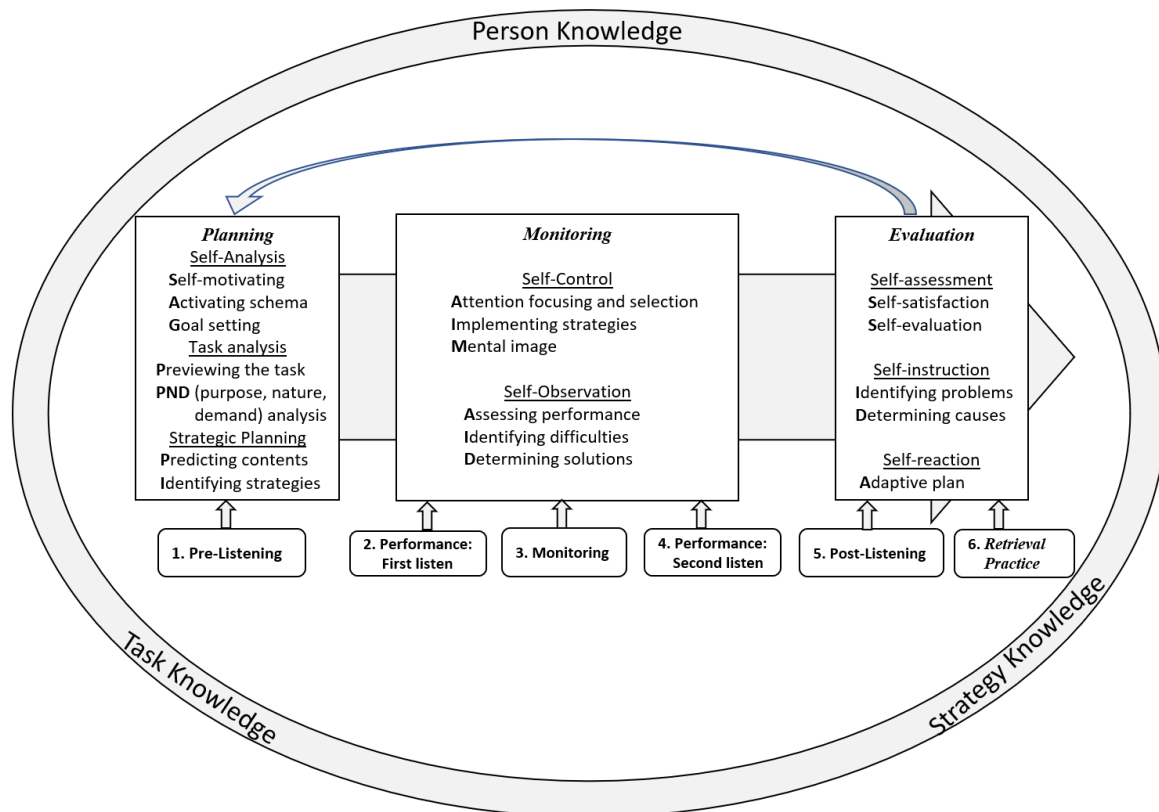 Person Knowledge
Planning
Self-Analysis
Self-motivating
Activating schema
Goal setting
Task analysis
Previewing the task
PND (purpose, nature,
demand) analysis
Strategic Planning
Predicting contents
Identifying strategies
Monitoring
Self-Control
Attention focusing and selection
Implementing strategies
Mental image
Self-Observation
Assessing performance
Identifying difficulties
Determining solutions
Evaluation
Self-assessment
Self-satisfaction
Self-evaluation
Self-instruction
Identifying problems
Determining causes
Self-reaction
Adaptive plan
1. Pre-Listening
2. Performance:
First listen
3. Monitoring
4. Performance:
Second listen
5. Post-Listening
6. Retrieval
Practice
Task Knowledge
Strategy Knowledge